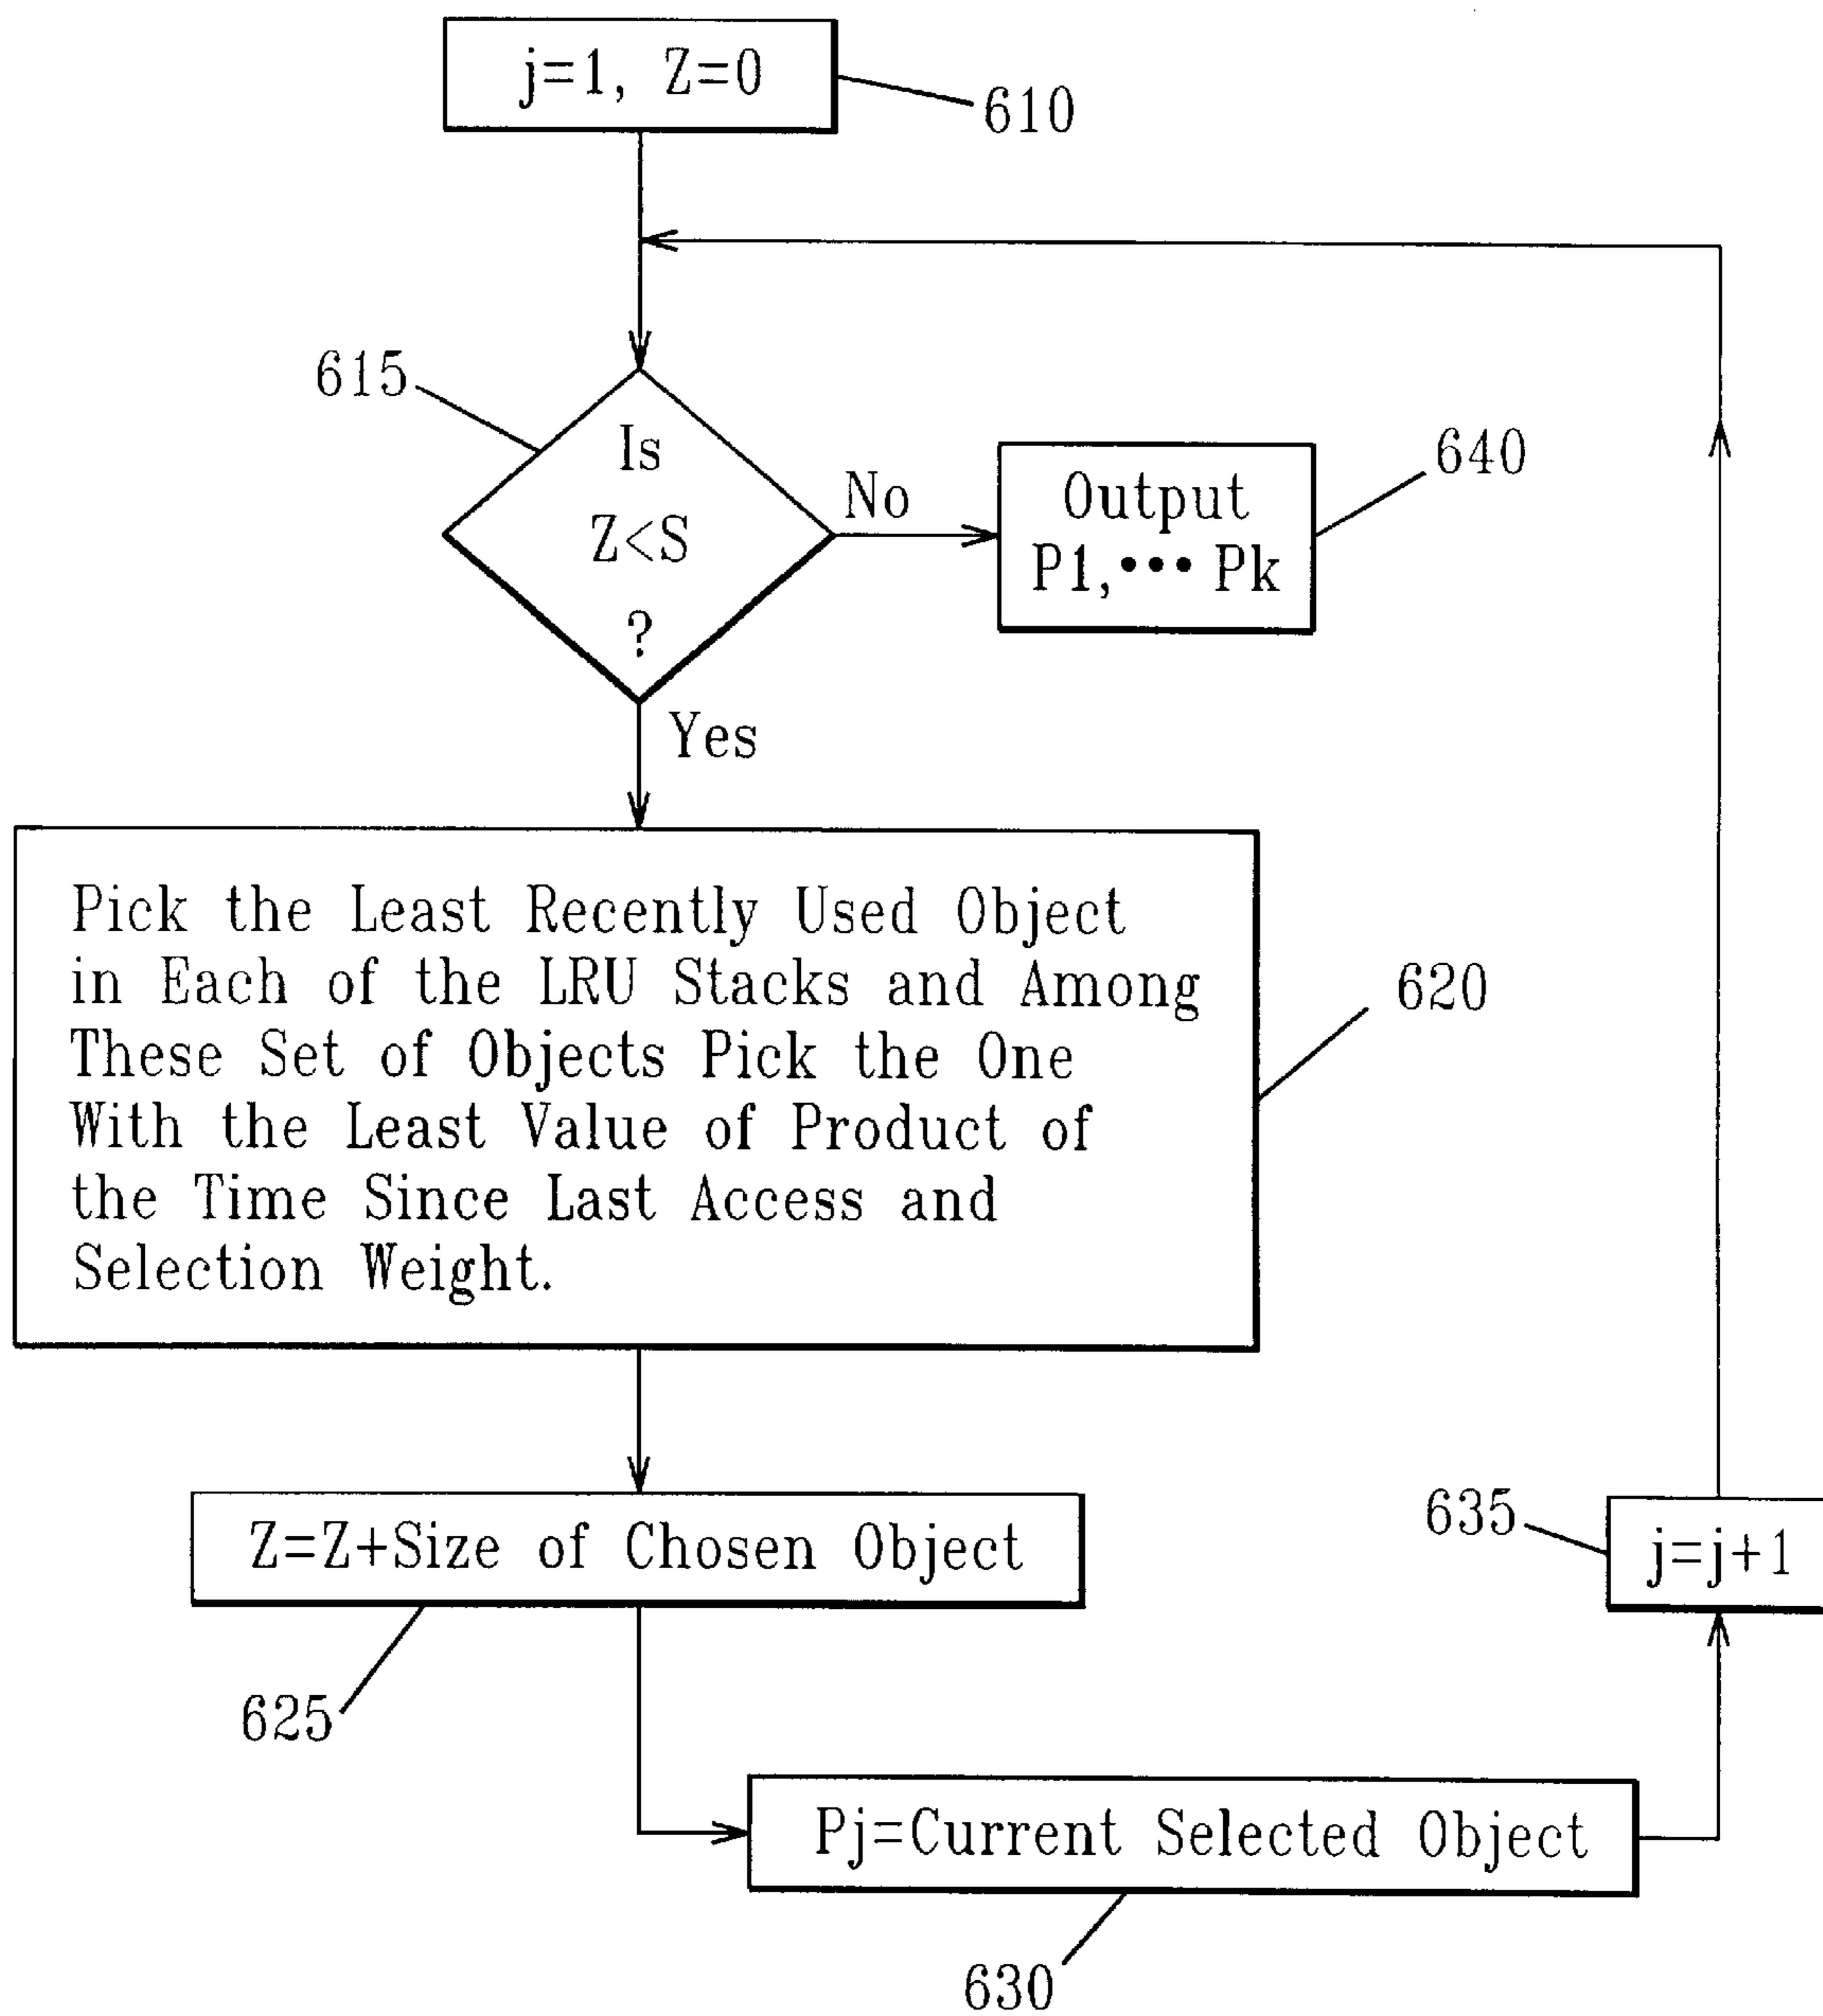 j=1, Z=0
610
615
Is
Z<S
?
No
Output
P1,••• Pk
640
Yes
Pick the Least Recently Used Object
in Each of the LRU Stacks and Among
These Set of Objects Pick the One
With the Least Value of Product of
the Time Since Last Access and
Selection Weight.
620
Z=Z+Size of Chosen Object
625
635
j=j+1
Pj=Current Selected Object
630